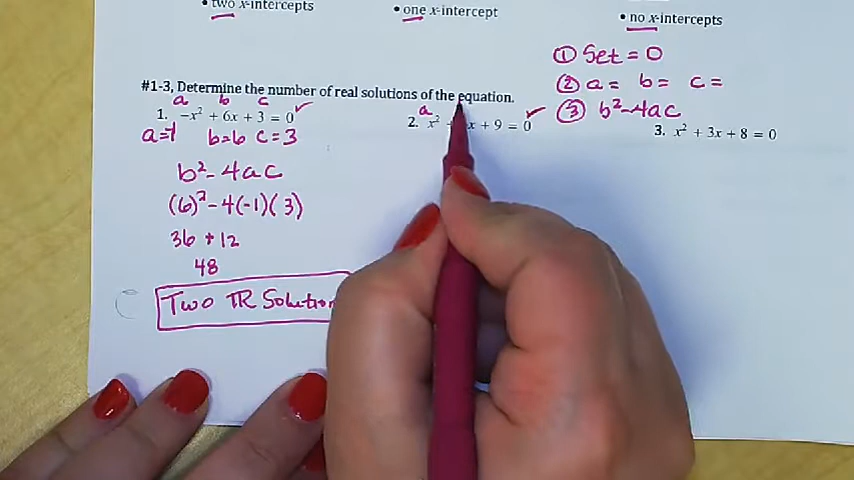 • two x-intercepts
• one x-intercept
• no x-intercepts
① Set = 0
② a = b = c =
③ b² - 4ac
#1-3, Determine the number of real solutions of the equation.
a b c
1. −x² + 6x + 3 = 0 ✓
a=-1 b=6 c=3
b² - 4ac
(6)² - 4(-1)(3)
36 + 12
48
Two IR Solution
a
2. x² + x + 9 = 0 ✓
3. x² + 3x + 8 = 0